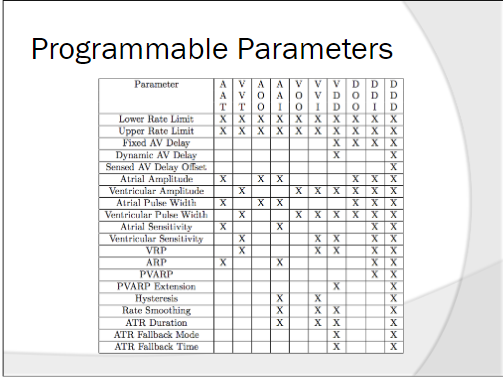 Programmable Parameters
Parameter A V A A V V V D D D
A V O A O V D O D D
T T O I O I D O I D
Lower Rate Limit X X X X X X X X X X
Upper Rate Limit X X X X X X X X X X
Fixed AV Delay X X X X
Dynamic AV Delay X X
Sensed AV Delay Offset X
Atrial Amplitude X X X X X X
Ventricular Amplitude X X X X X X X
Atrial Pulse Width X X X X X X
Ventricular Pulse Width X X X X X X X
Atrial Sensitivity X X X X
Ventricular Sensitivity X X X X X
VRP X X X X X
ARP X X X X
PVARP X X
PVARP Extension X X
Hysteresis X X X
Rate Smoothing X X X X
ATR Duration X X X X
ATR Fallback Mode X X
ATR Fallback Time X X